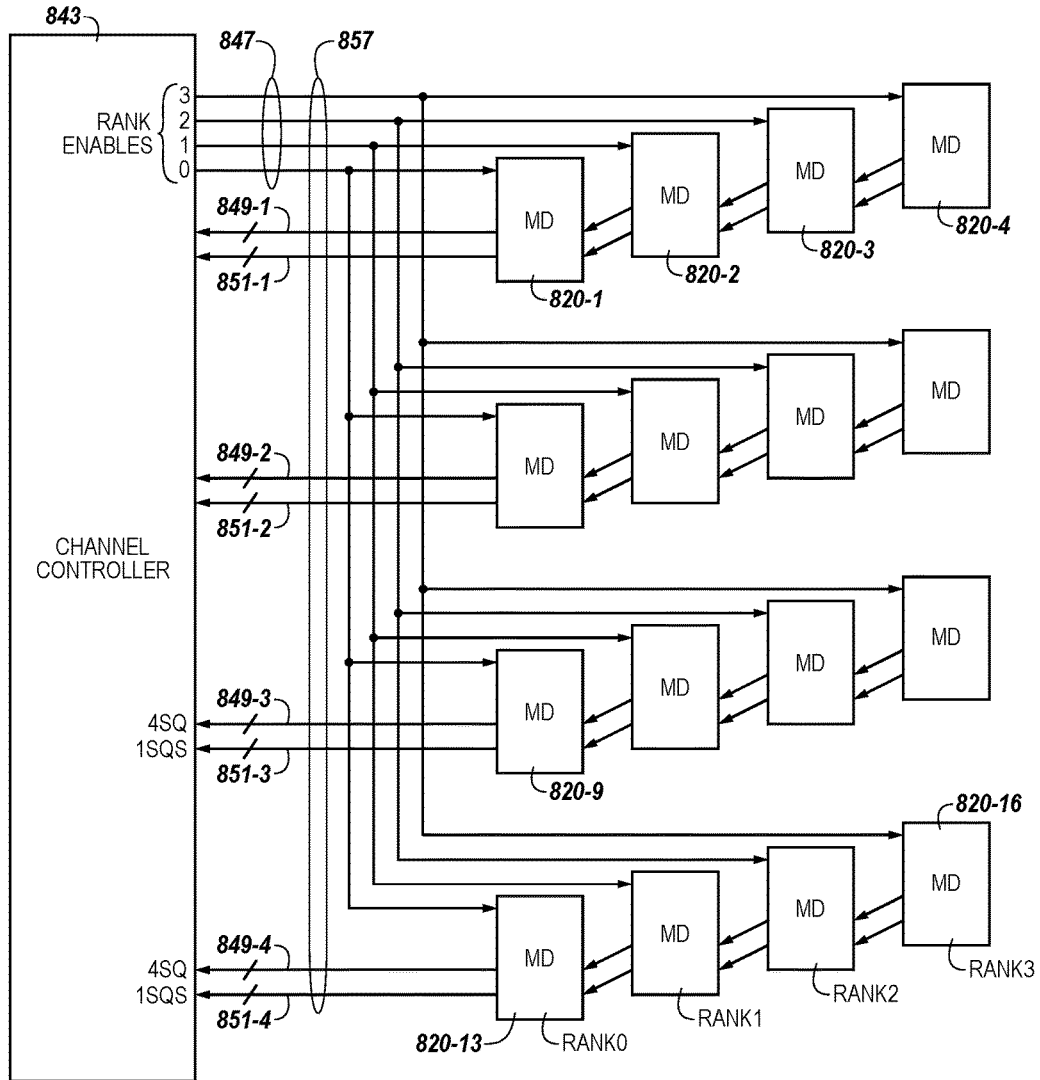 843
847
857
3
2
1
0
RANK
ENABLES
MD
MD
MD
MD
849-1
851-1
820-4
820-3
820-2
820-1
MD
MD
MD
MD
849-2
851-2
CHANNEL
CONTROLLER
MD
MD
MD
MD
849-3
4SQ
1SQS
851-3
820-9
820-16
MD
MD
MD
MD
849-4
4SQ
1SQS
851-4
RANK3
RANK2
RANK1
820-13
RANK0